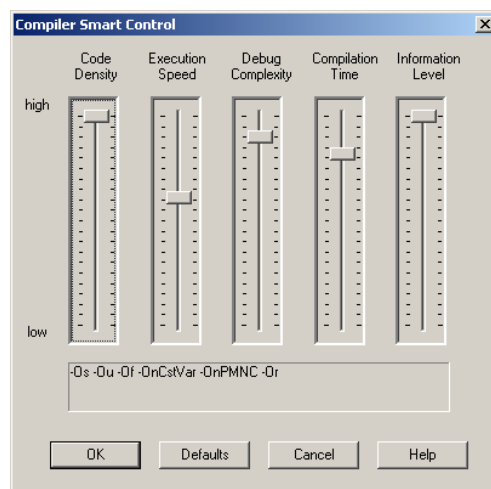 Compiler Smart Control
Code Density
Execution Speed
Debug Complexity
Compilation Time
Information Level
high
low
-Os -Ou -Of -OnCstVar -OnPMNC -Or
OK
Defaults
Cancel
Help